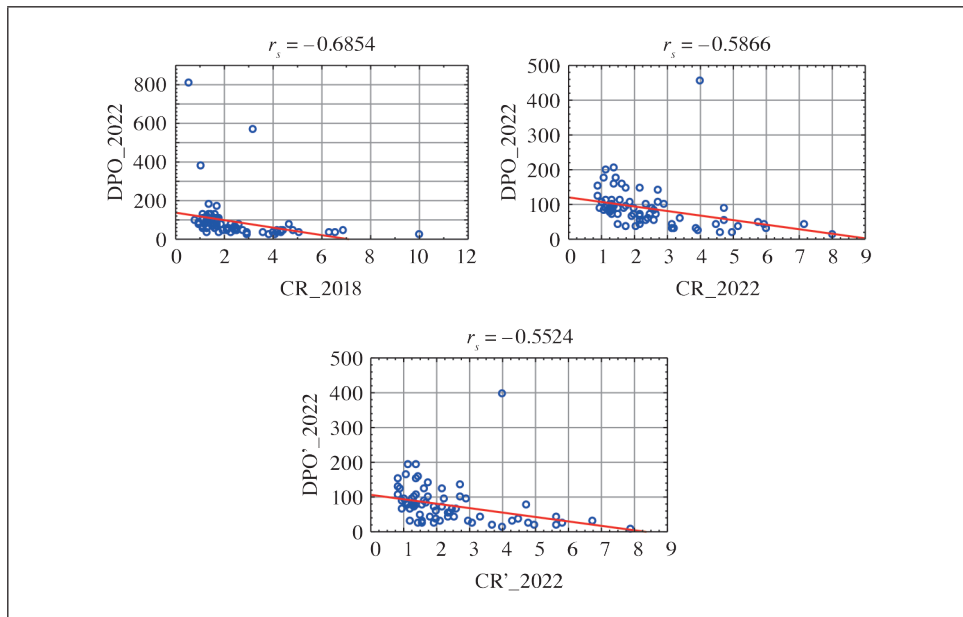 r_s = −0.6854
800
600
400
200
0
0 2 4 6 8 10 12
DPO_2022
CR_2018
r_s = −0.5866
500
400
300
200
100
0
0 1 2 3 4 5 6 7 8 9
DPO_2022
CR_2022
r_s = −0.5524
500
400
300
200
100
0
0 1 2 3 4 5 6 7 8 9
DPO’_2022
CR’_2022